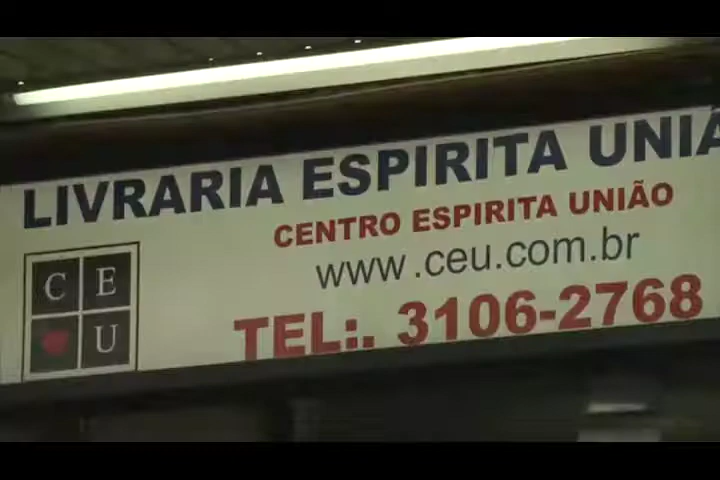 LIVRARIA ESPIRITA UNIÃ
CENTRO ESPIRITA UNIÃO
www.ceu.com.br
TEL:. 3106-2768
C E
U